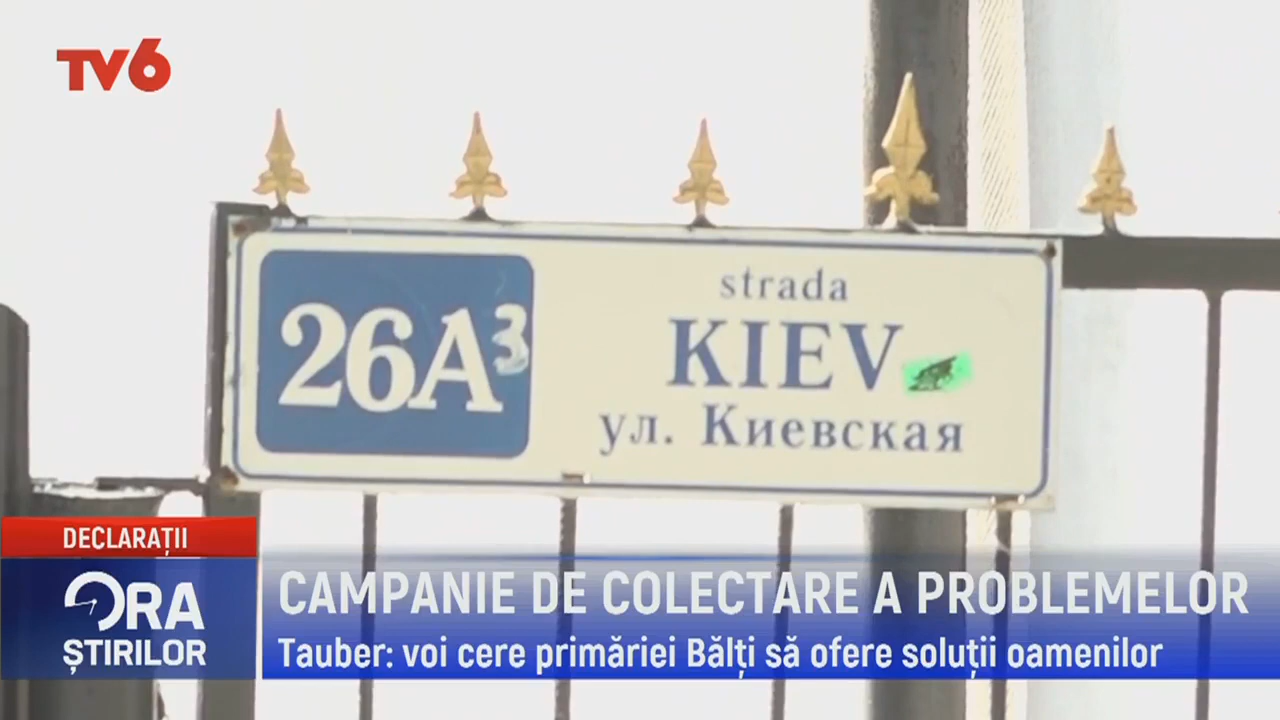 TV6
26A3
strada
KIEV
ул. Киевская
DECLARAȚII
ORA
ȘTIRILOR
CAMPANIE DE COLECTARE A PROBLEMELOR
Tauber: voi cere primăriei Bălți să ofere soluții oamenilor